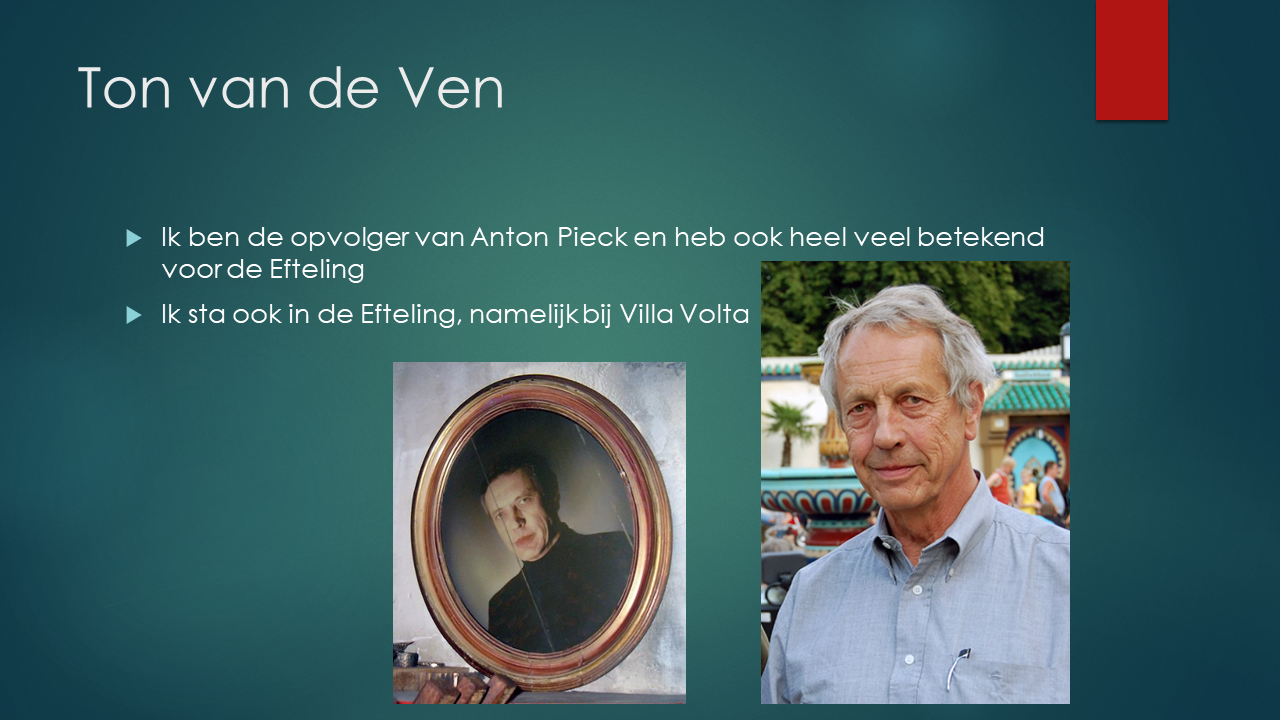 Ton van de Ven
Ik ben de opvolger van Anton Pieck en heb ook heel veel betekend
voor de Efteling
Ik sta ook in de Efteling, namelijk bij Villa Volta